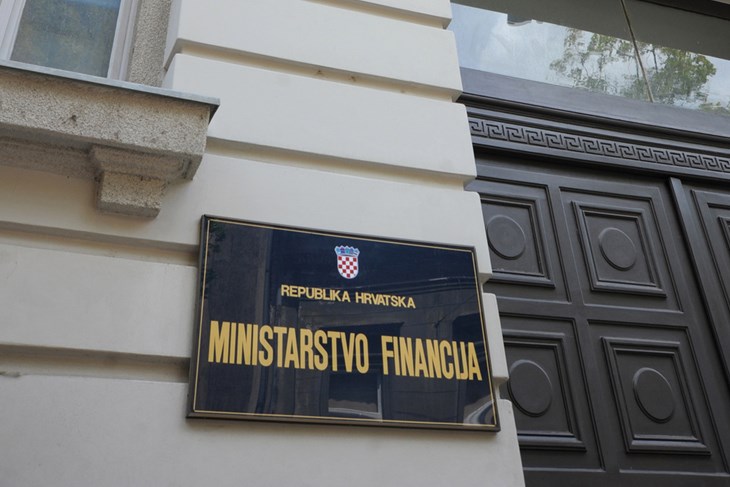 REPUBLIKA HRVATSKA
MINISTARSTVO FINANCIJA